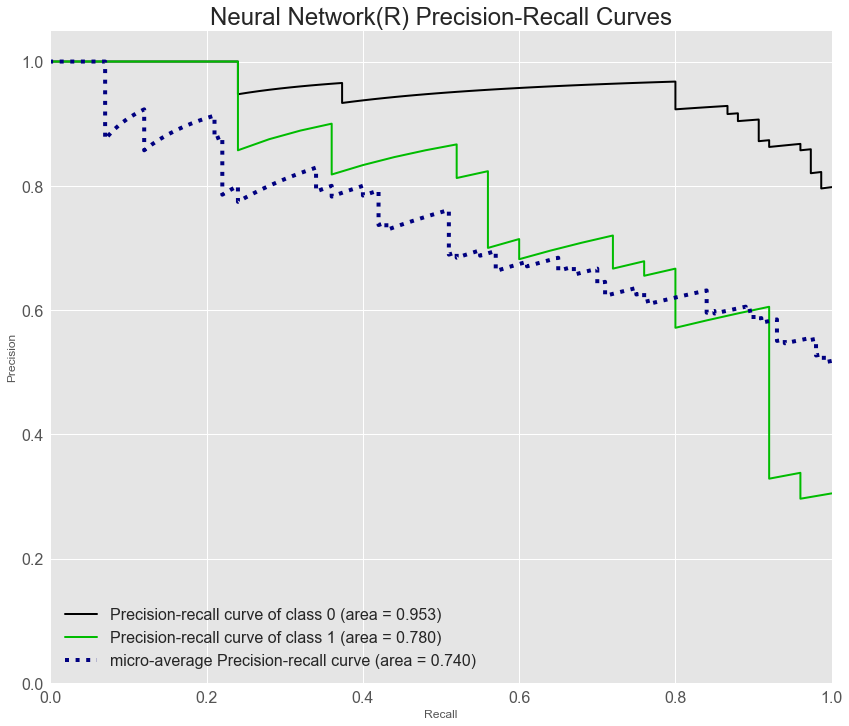 Neural Network(R) Precision-Recall Curves
1.0
0.8
0.6
0.4
0.2
0.0
Precision
Precision-recall curve of class 0 (area = 0.953)
Precision-recall curve of class 1 (area = 0.780)
micro-average Precision-recall curve (area = 0.740)
0.0 0.2 0.4 0.6 0.8 1.0
Recall